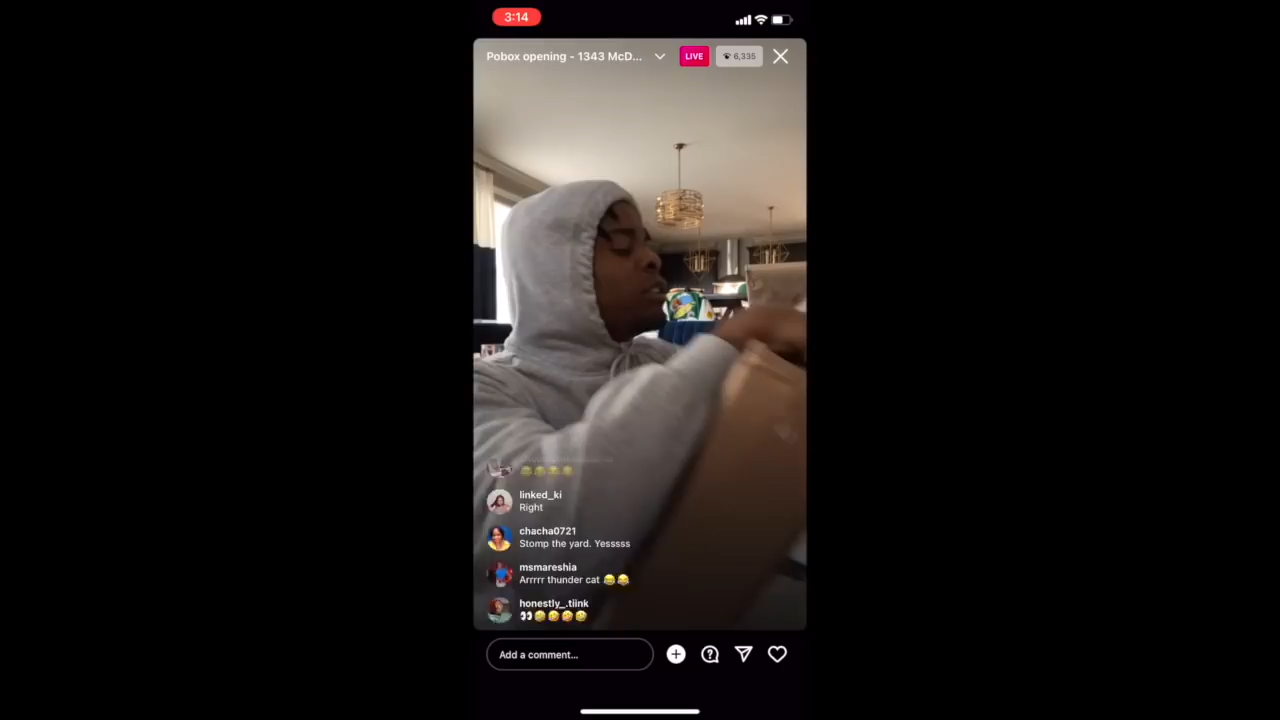 3:14
Pobox opening - 1343 McD...
LIVE
6,335
linked_ki
Right
chacha0721
Stomp the yard. Yesssss
msmareshia
Arrrrr thunder cat 😂😂
honestly_.tiink
👀🤣🤣🤣🤣
Add a comment...